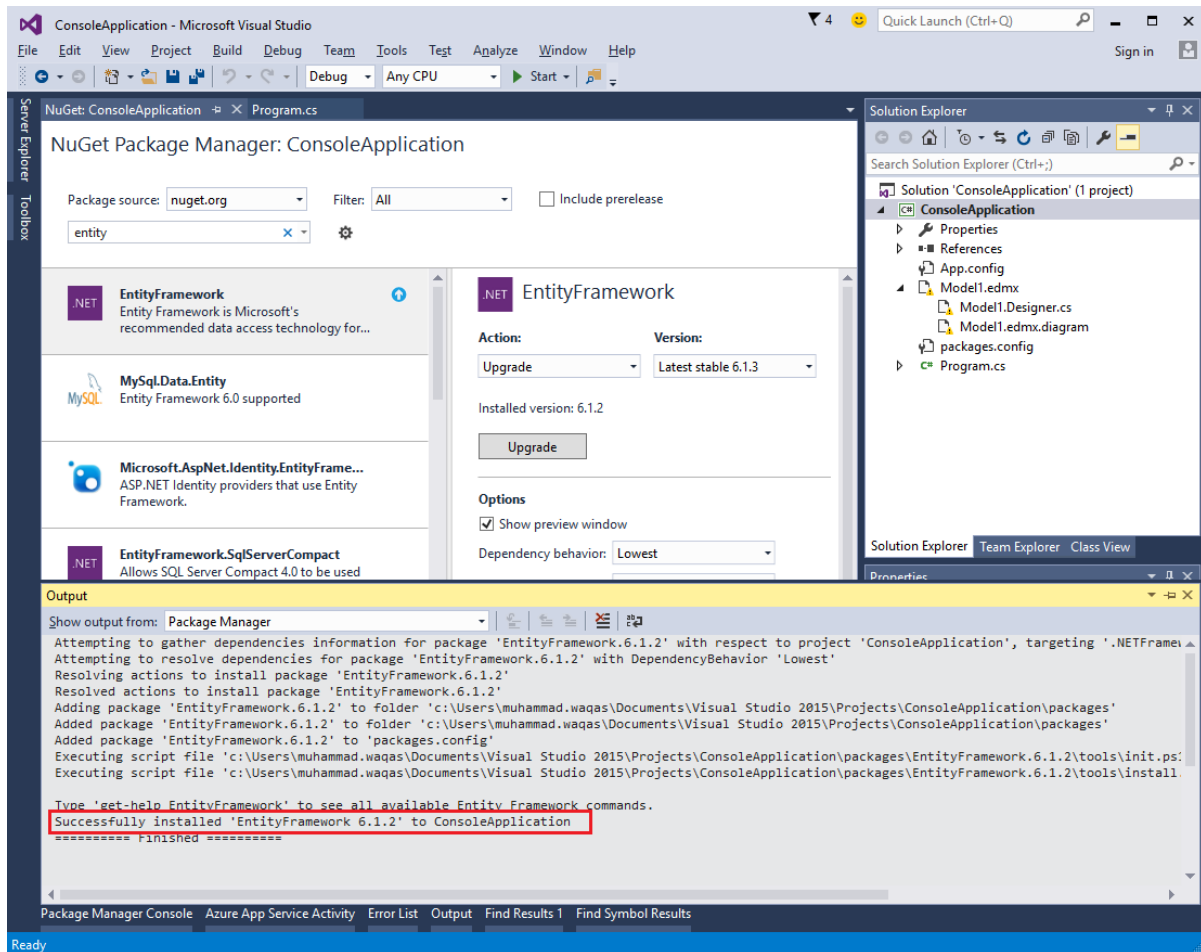 ConsoleApplication - Microsoft Visual Studio
4
Quick Launch (Ctrl+Q)
File Edit View Project Build Debug Team Tools Test Analyze Window Help
Sign in
Debug Any CPU Start
Server Explorer
Toolbox
NuGet: ConsoleApplication Program.cs
NuGet Package Manager: ConsoleApplication
Package source: nuget.org Filter: All Include prerelease
entity
.NET
EntityFramework
Entity Framework is Microsoft's
recommended data access technology for...
MySQL
MySql.Data.Entity
Entity Framework 6.0 supported
Microsoft.AspNet.Identity.EntityFrame...
ASP.NET Identity providers that use Entity
Framework.
.NET
EntityFramework.SqlServerCompact
Allows SQL Server Compact 4.0 to be used
.NET EntityFramework
Action: Version:
Upgrade Latest stable 6.1.3
Installed version: 6.1.2
Upgrade
Options
Show preview window
Dependency behavior: Lowest
Solution Explorer
Search Solution Explorer (Ctrl+;)
Solution 'ConsoleApplication' (1 project)
C# ConsoleApplication
Properties
References
App.config
Model1.edmx
Model1.Designer.cs
Model1.edmx.diagram
packages.config
C# Program.cs
Solution Explorer Team Explorer Class View
Properties
Output
Show output from: Package Manager
Attempting to gather dependencies information for package 'EntityFramework.6.1.2' with respect to project 'ConsoleApplication', targeting '.NETFramew
Attempting to resolve dependencies for package 'EntityFramework.6.1.2' with DependencyBehavior 'Lowest'
Resolving actions to install package 'EntityFramework.6.1.2'
Resolved actions to install package 'EntityFramework.6.1.2'
Adding package 'EntityFramework.6.1.2' to folder 'c:\Users\muhammad.waqas\Documents\Visual Studio 2015\Projects\ConsoleApplication\packages'
Added package 'EntityFramework.6.1.2' to folder 'c:\Users\muhammad.waqas\Documents\Visual Studio 2015\Projects\ConsoleApplication\packages'
Added package 'EntityFramework.6.1.2' to 'packages.config'
Executing script file 'c:\Users\muhammad.waqas\Documents\Visual Studio 2015\Projects\ConsoleApplication\packages\EntityFramework.6.1.2\tools\init.ps1
Executing script file 'c:\Users\muhammad.waqas\Documents\Visual Studio 2015\Projects\ConsoleApplication\packages\EntityFramework.6.1.2\tools\install.
Type 'get-help EntityFramework' to see all available Entity Framework commands.
Successfully installed 'EntityFramework 6.1.2' to ConsoleApplication
========== Finished ==========
Package Manager Console Azure App Service Activity Error List Output Find Results 1 Find Symbol Results
Ready